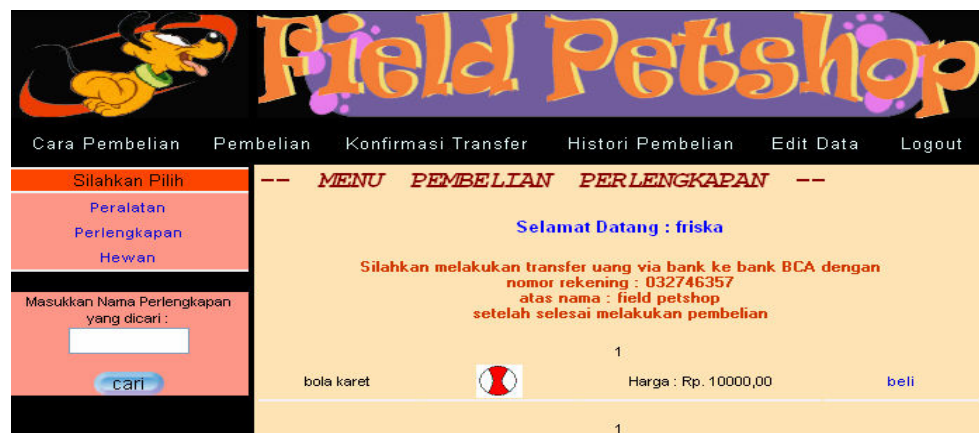 Field Petshop
Cara Pembelian Pembelian Konfirmasi Transfer Histori Pembelian Edit Data Logout
Silahkan Pilih
Peralatan
Perlengkapan
Hewan
Masukkan Nama Perlengkapan
yang dicari :
cari
-- MENU PEMBELIAN PERLENGKAPAN --
Selamat Datang : friska
Silahkan melakukan transfer uang via bank ke bank BCA dengan
nomor rekening : 032746357
atas nama : field petshop
setelah selesai melakukan pembelian
1
bola karet Harga : Rp. 10000,00 beli
1